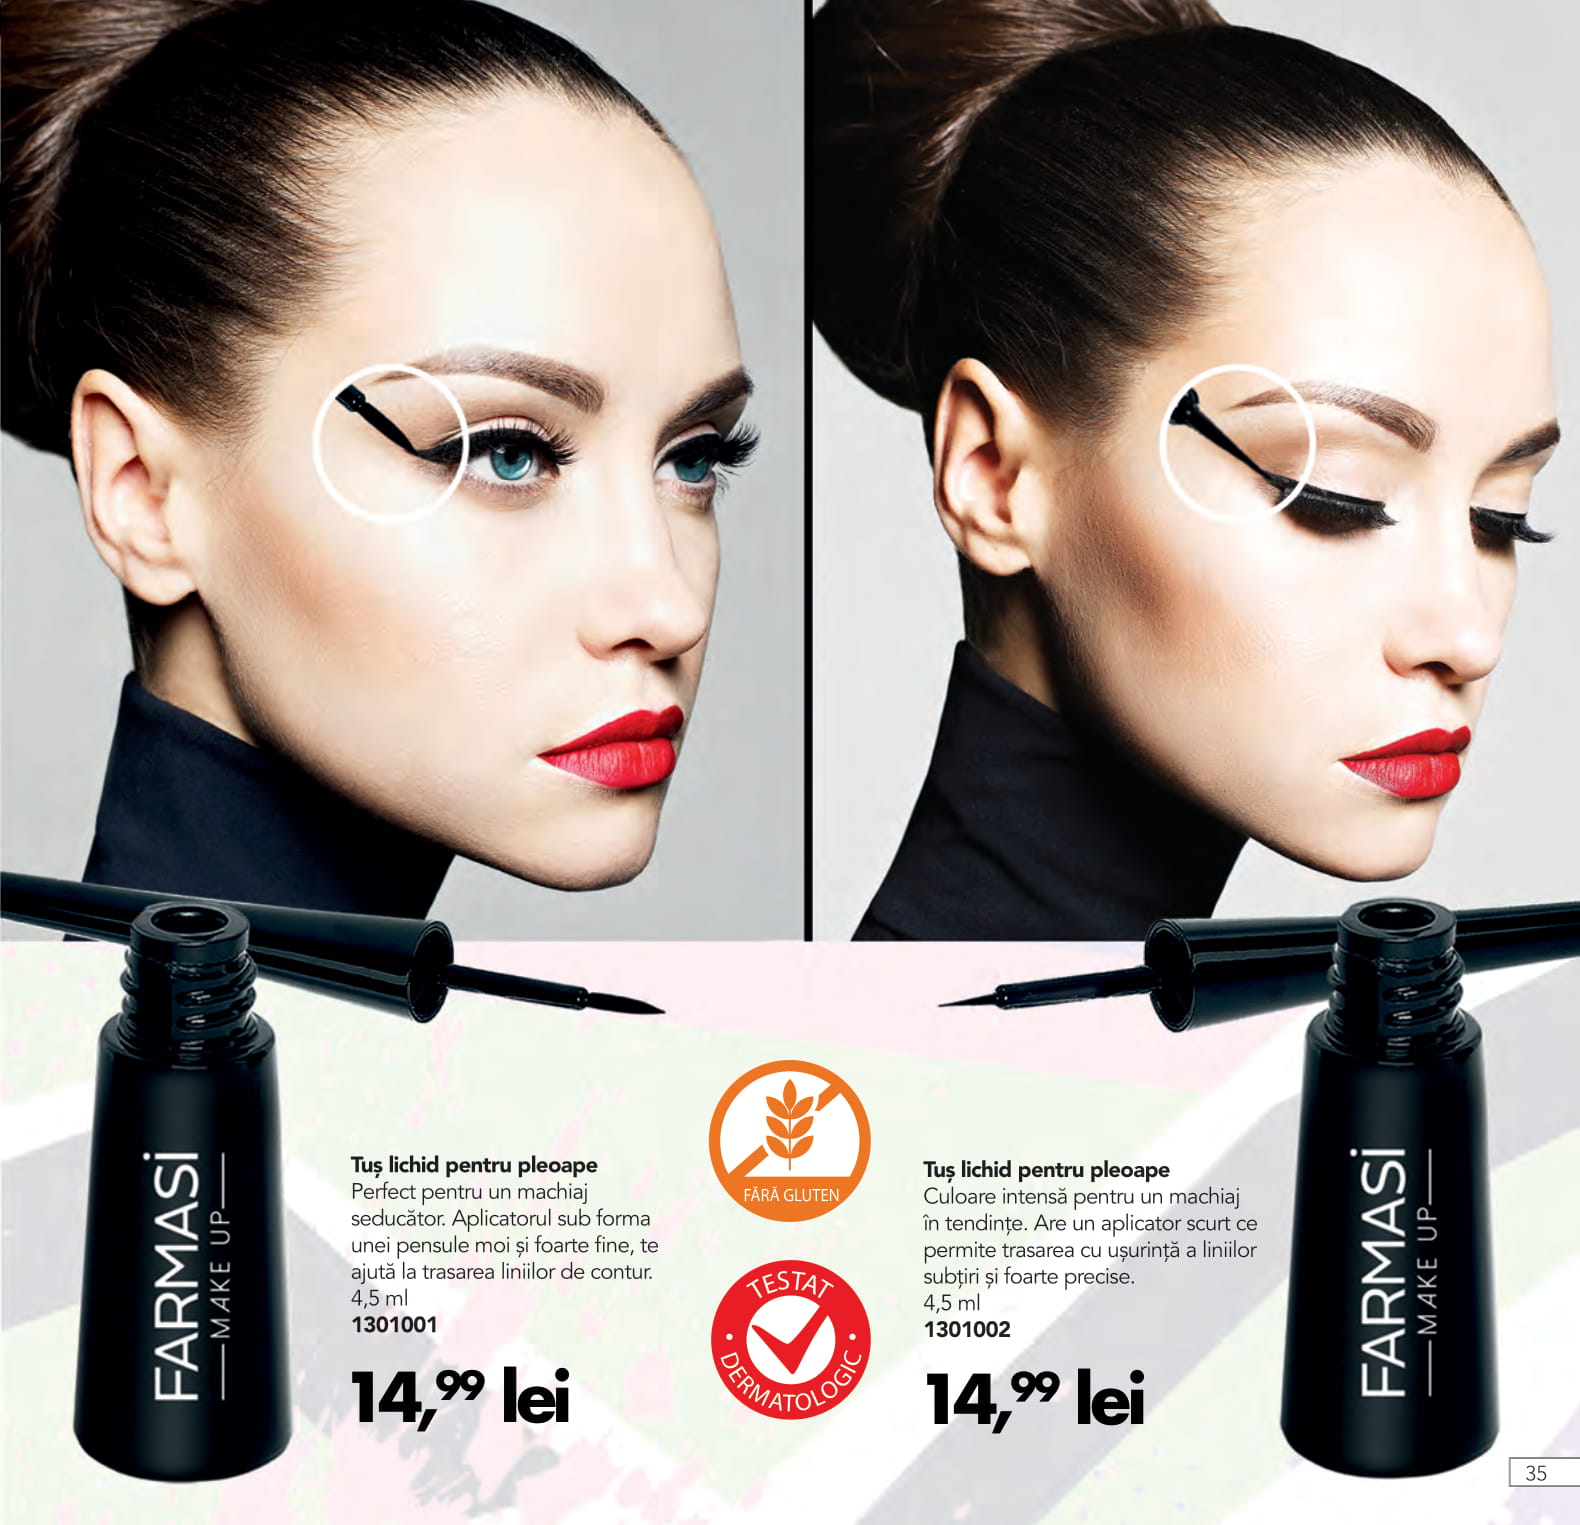 Tuș lichid pentru pleoape
Perfect pentru un machiaj
seducător. Aplicatorul sub forma
unei pensule moi și foarte fine, te
ajută la trasarea liniilor de contur.
4,5 ml
1301001
14,99 lei
FARMASi
MAKE UP
FĂRĂ GLUTEN
TESTAT
DERMATOLOGIC
Tuș lichid pentru pleoape
Culoare intensă pentru un machiaj
în tendințe. Are un aplicator scurt ce
permite trasarea cu ușurință a liniilor
subțiri și foarte precise.
4,5 ml
1301002
14,99 lei
FARMASi
MAKE UP
35